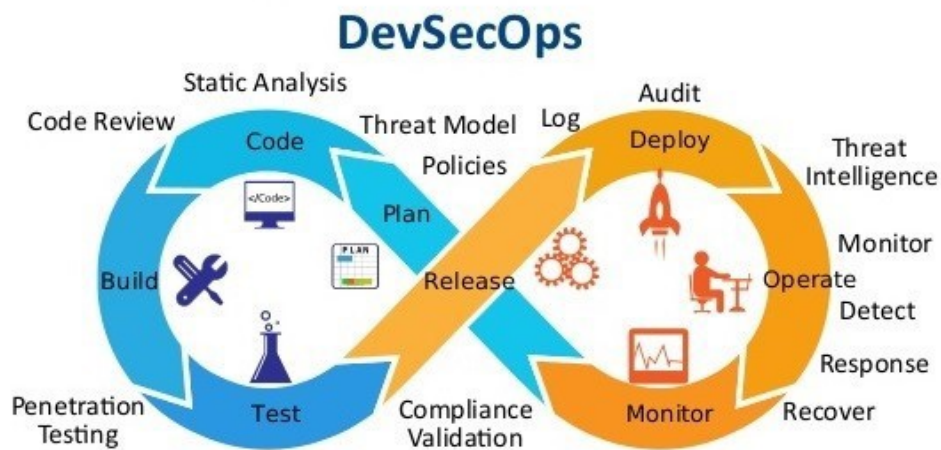 DevSecOps
Static Analysis
Code Review
Code
Threat Model
Policies
Log
Audit
Deploy
Threat
Intelligence
</Code>
PLAN
Plan
Build
Release
Monitor
Operate
Detect
Response
Penetration
Testing
Test
Compliance
Validation
Monitor
Recover